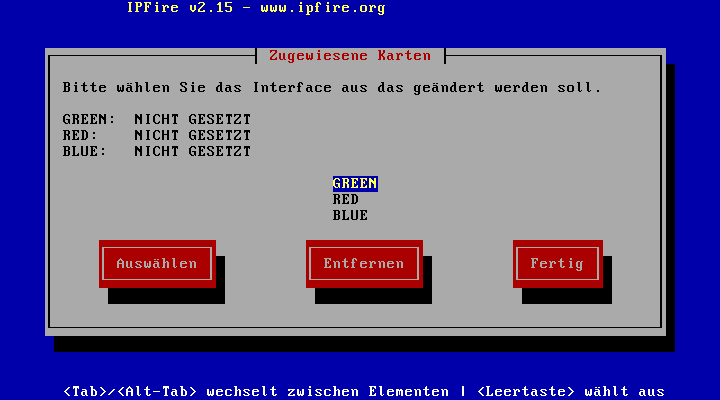 IPFire v2.15 - www.ipfire.org
Zugewiesene Karten
Bitte wählen Sie das Interface aus das geändert werden soll.
GREEN: NICHT GESETZT
RED: NICHT GESETZT
BLUE: NICHT GESETZT
GREEN
RED
BLUE
Auswählen Entfernen Fertig
<Tab>/<Alt-Tab> wechselt zwischen Elementen | <Leertaste> wählt aus